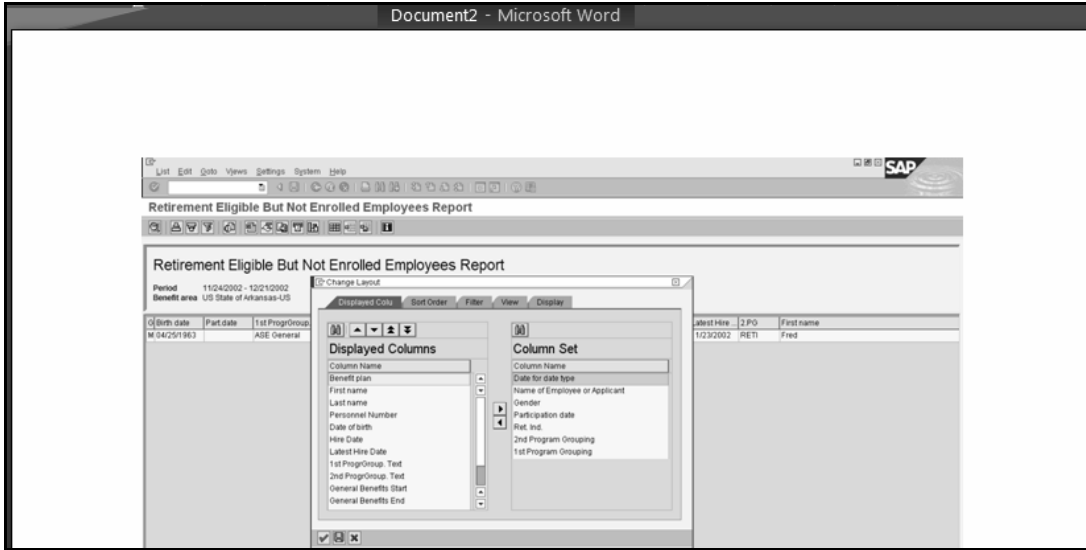 Document2 - Microsoft Word
List Edit Goto Views Settings System Help
SAP
Retirement Eligible But Not Enrolled Employees Report
Retirement Eligible But Not Enrolled Employees Report
Period 11/24/2002 - 12/21/2002
Benefit area US State of Arkansas-US
Change Layout
Displayed Colu Sort Order Filter View Display
G Birth date Part.date 1st ProgrGroup. Latest Hire ... 2.PG First name
M 04/25/1963 ASE General 1/23/2002 RETI Fred
Displayed Columns
Column Name
Benefit plan
First name
Last name
Personnel Number
Date of birth
Hire Date
Latest Hire Date
1st ProgrGroup. Text
2nd ProgrGroup. Text
General Benefits Start
General Benefits End
Column Set
Column Name
Date for date type
Name of Employee or Applicant
Gender
Participation date
Ret. Ind.
2nd Program Grouping
1st Program Grouping